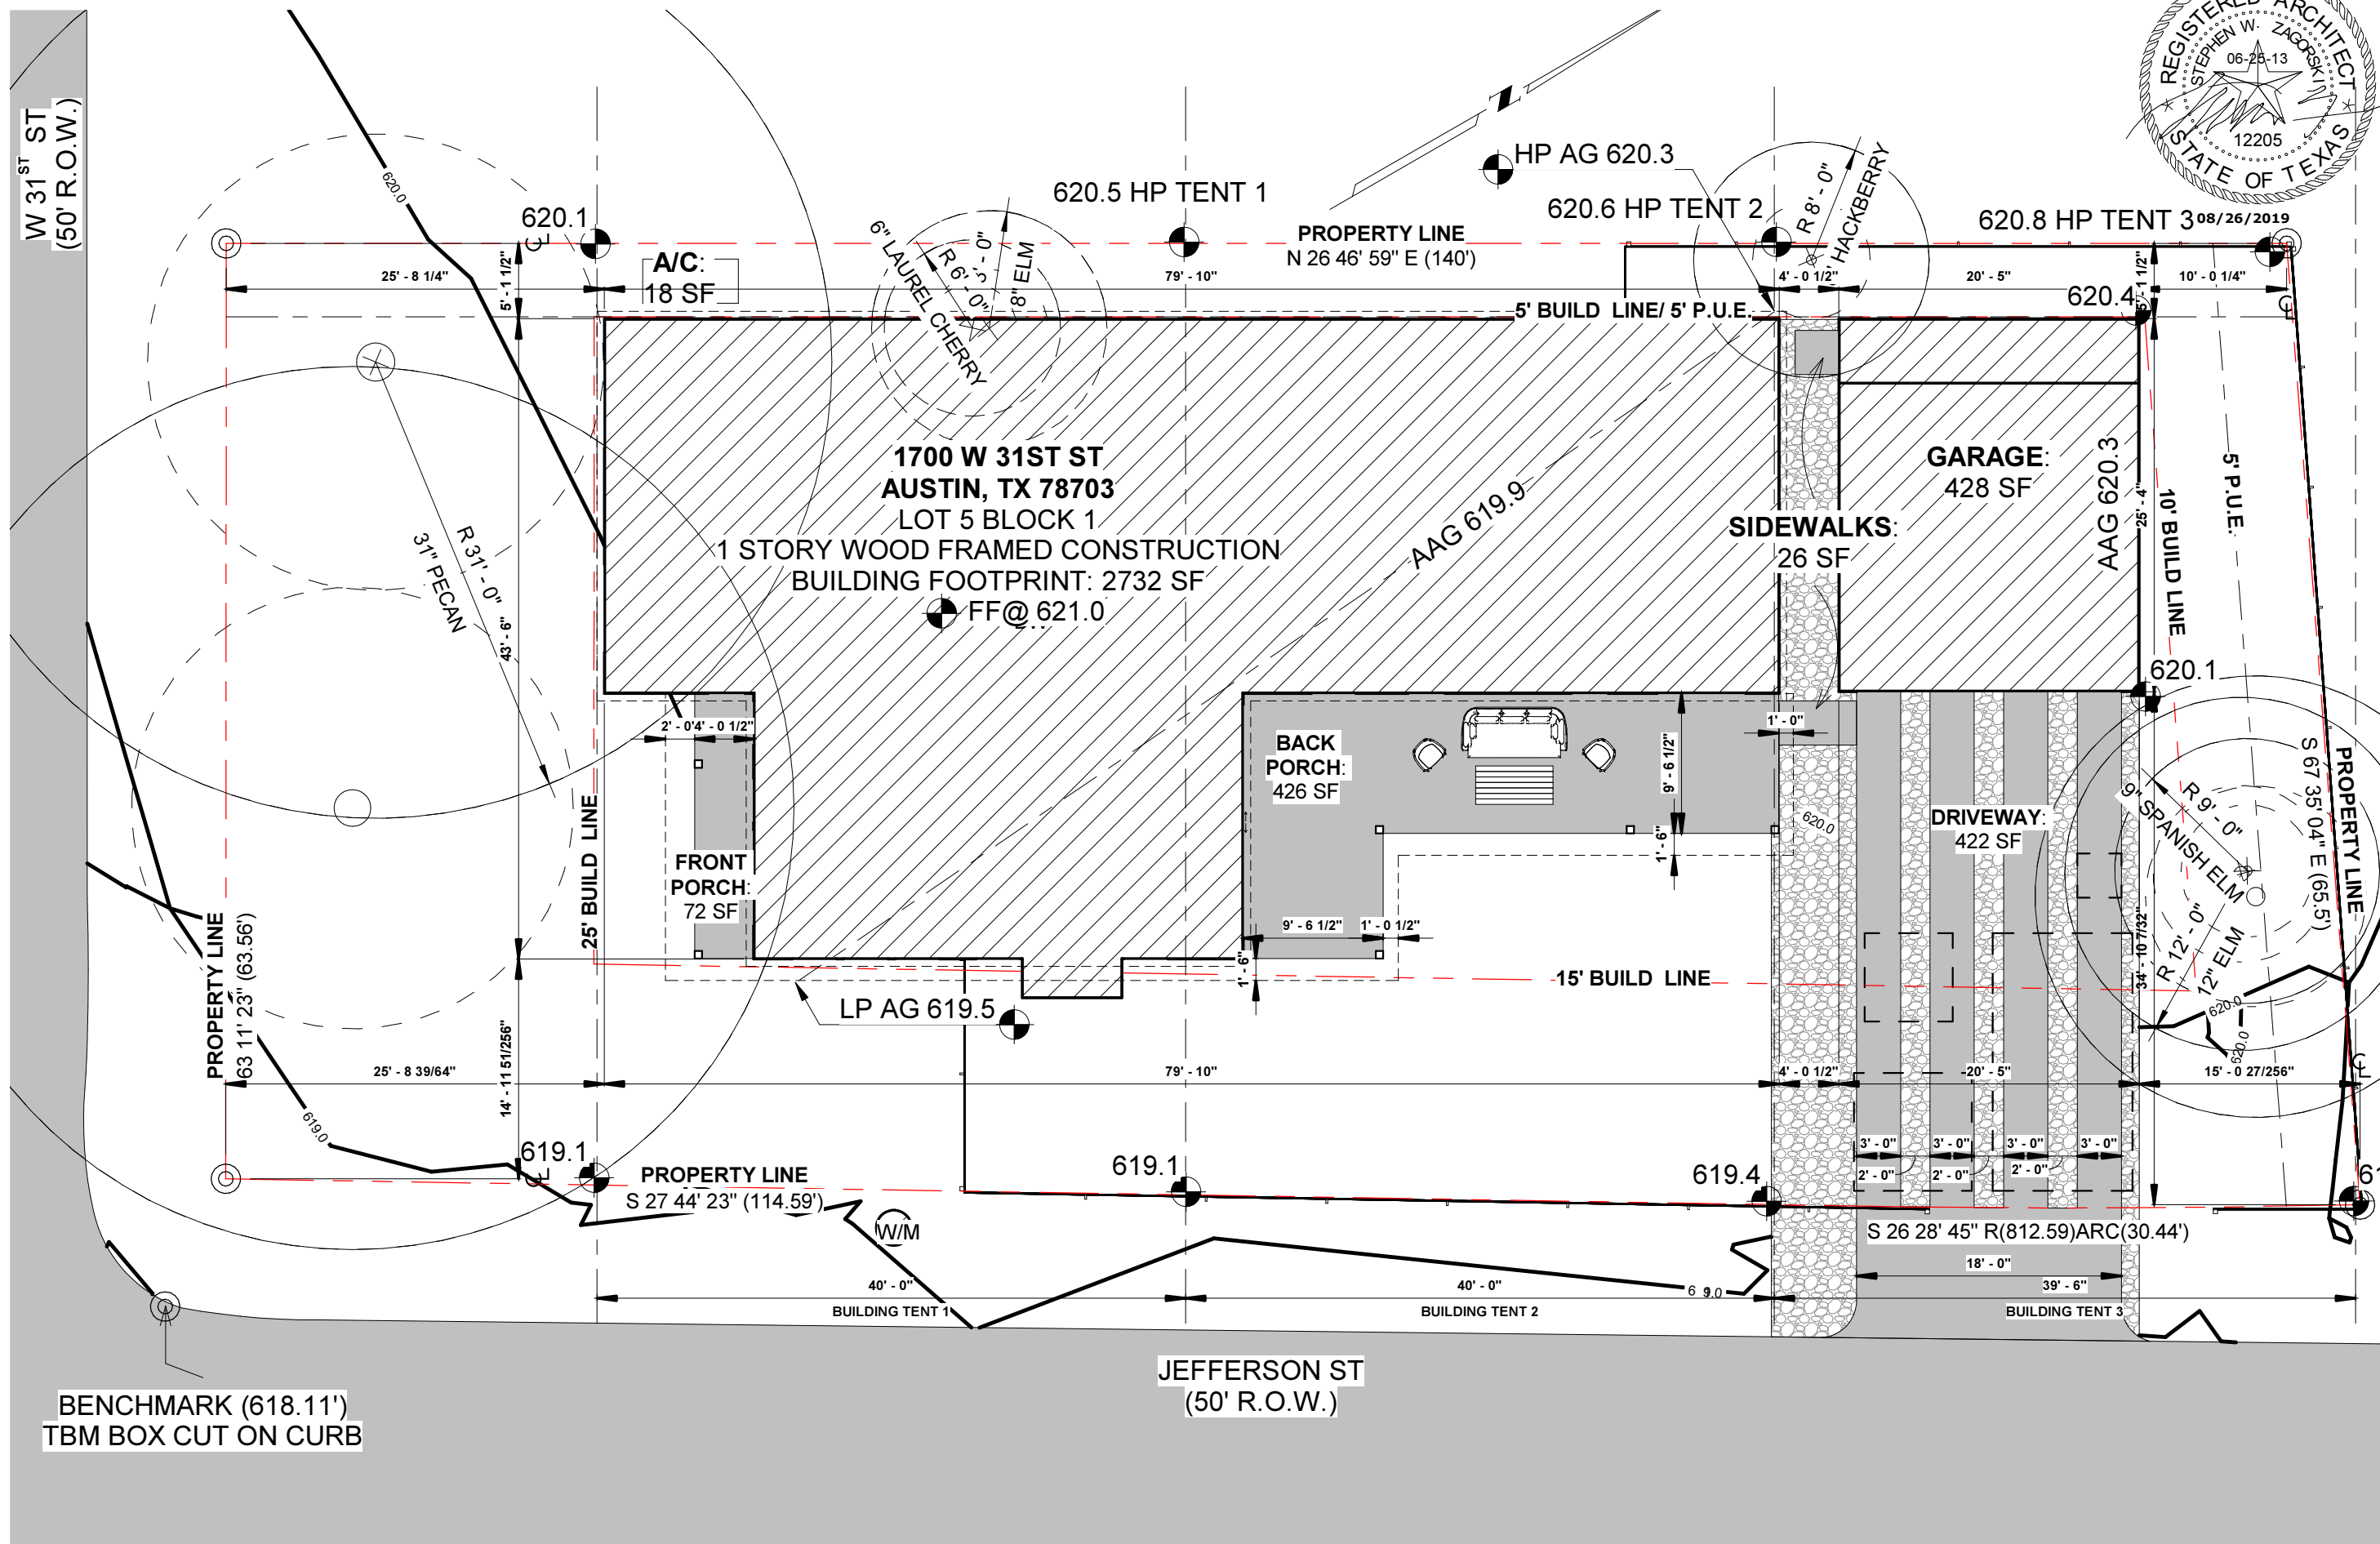 W 31ST ST
(50' R.O.W.)
REGISTERED ARCHITECT
STEPHEN W. ZAGORSKI
06-25-13
12205
STATE OF TEXAS
08/26/2019
620.0
620.1
620.5 HP TENT 1
HP AG 620.3
620.6 HP TENT 2
620.8 HP TENT 3
PROPERTY LINE
N 26 46' 59" E (140')
R 8' - 0"
HACKBERRY
A/C:
18 SF
6" LAUREL CHERRY
R 6' - 0"
8" ELM
25' - 8 1/4"
5' - 1 1/2"
79' - 10"
4' - 0 1/2"
20' - 5"
10' - 0 1/4"
5' BUILD LINE/ 5' P.U.E.
620.4
1700 W 31ST ST
AUSTIN, TX 78703
LOT 5 BLOCK 1
1 STORY WOOD FRAMED CONSTRUCTION
BUILDING FOOTPRINT: 2732 SF
FF@ 621.0
AAG 619.9
SIDEWALKS:
26 SF
GARAGE:
428 SF
AAG 620.3
25' - 4"
10' BUILD LINE
5' P.U.E.
R 31' - 0"
31" PECAN
43' - 6"
620.1
2' - 0"
4' - 0 1/2"
BACK
PORCH:
426 SF
9' - 6 1/2"
1' - 0"
1' - 6"
620.0
DRIVEWAY:
422 SF
R 9' - 0"
9" SPANISH ELM
PROPERTY LINE
S 67 35' 04" E (65.5')
FRONT
PORCH:
72 SF
25' BUILD LINE
PROPERTY LINE
63 11' 23" (63.56")
9' - 6 1/2"
1' - 0 1/2"
1' - 6"
15' BUILD LINE
34' - 10 7/32"
R 12' - 0"
12" ELM
620.0
620.0
LP AG 619.5
25' - 8 39/64"
14' - 11 51/256"
79' - 10"
4' - 0 1/2"
20' - 5"
15' - 0 27/256"
619.0
619.1
PROPERTY LINE
S 27 44' 23" (114.59')
619.1
619.4
3' - 0"
3' - 0"
3' - 0"
3' - 0"
2' - 0"
2' - 0"
2' - 0"
W/M
S 26 28' 45" R(812.59)ARC(30.44')
18' - 0"
39' - 6"
40' - 0"
40' - 0"
BUILDING TENT 1
BUILDING TENT 2
BUILDING TENT 3
JEFFERSON ST
(50' R.O.W.)
BENCHMARK (618.11')
TBM BOX CUT ON CURB